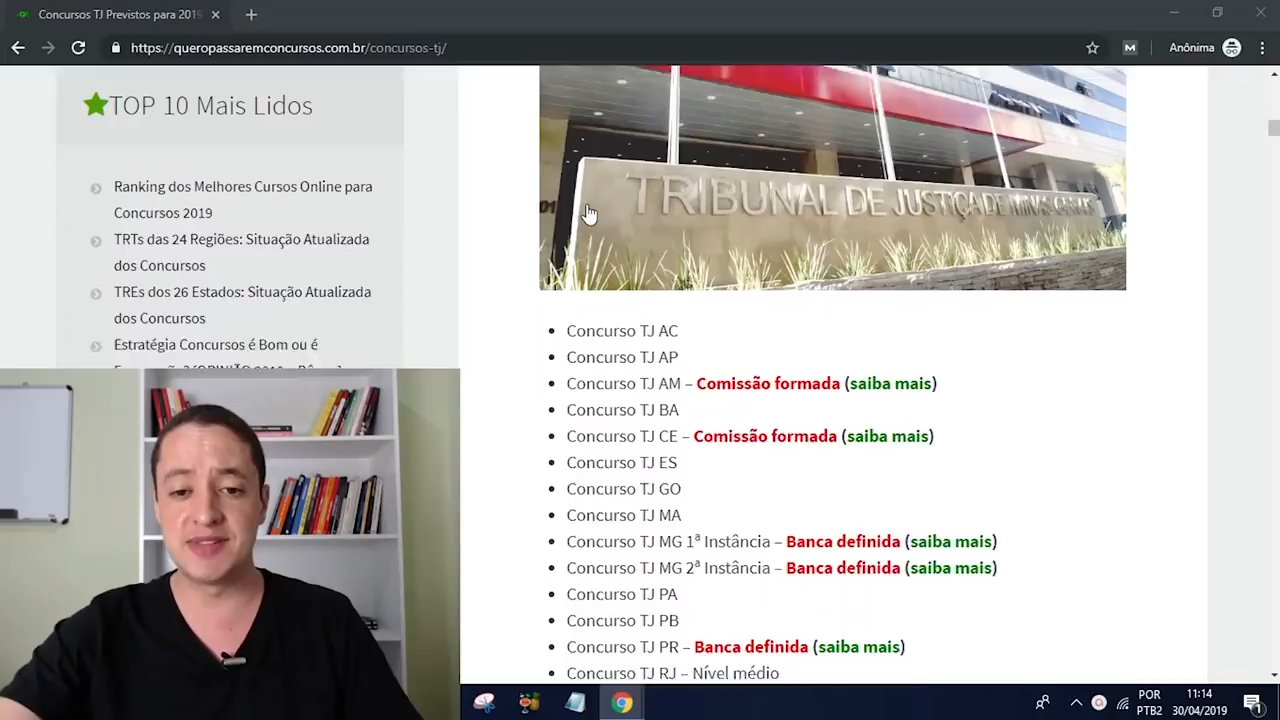 Concursos TJ Previstos para 2019
https://queropassaremconcursos.com.br/concursos-tj/
Anônima
TOP 10 Mais Lidos
Ranking dos Melhores Cursos Online para
Concursos 2019
TRTs das 24 Regiões: Situação Atualizada
dos Concursos
TREs dos 26 Estados: Situação Atualizada
dos Concursos
Estratégia Concursos é Bom ou é
TRIBUNAL DE JUSTIÇA DE MINAS GERAIS
Concurso TJ AC
Concurso TJ AP
Concurso TJ AM – Comissão formada (saiba mais)
Concurso TJ BA
Concurso TJ CE – Comissão formada (saiba mais)
Concurso TJ ES
Concurso TJ GO
Concurso TJ MA
Concurso TJ MG 1ª Instância – Banca definida (saiba mais)
Concurso TJ MG 2ª Instância – Banca definida (saiba mais)
Concurso TJ PA
Concurso TJ PB
Concurso TJ PR – Banca definida (saiba mais)
Concurso TJ RJ – Nível médio
POR
PTB2
11:14
30/04/2019
1